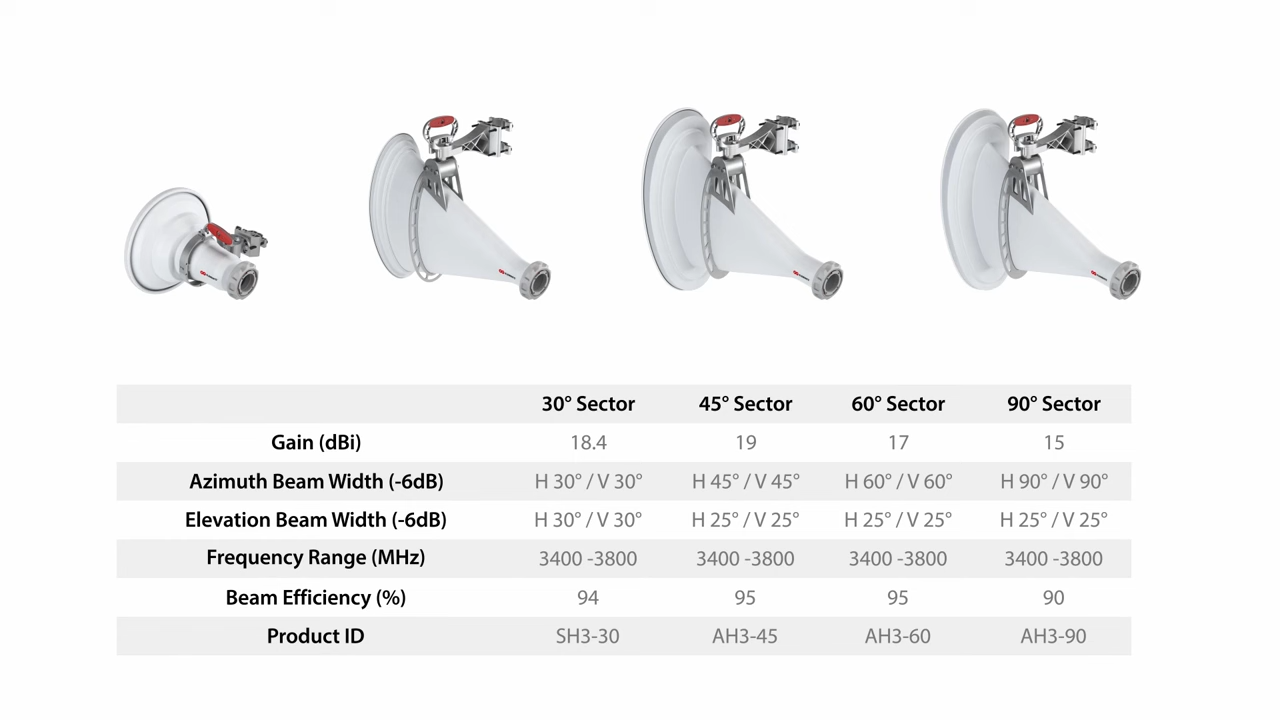 30° Sector 45° Sector 60° Sector 90° Sector
Gain (dBi) 18.4 19 17 15
Azimuth Beam Width (-6dB) H 30° / V 30° H 45° / V 45° H 60° / V 60° H 90° / V 90°
Elevation Beam Width (-6dB) H 30° / V 30° H 25° / V 25° H 25° / V 25° H 25° / V 25°
Frequency Range (MHz) 3400 -3800 3400 -3800 3400 -3800 3400 -3800
Beam Efficiency (%) 94 95 95 90
Product ID SH3-30 AH3-45 AH3-60 AH3-90